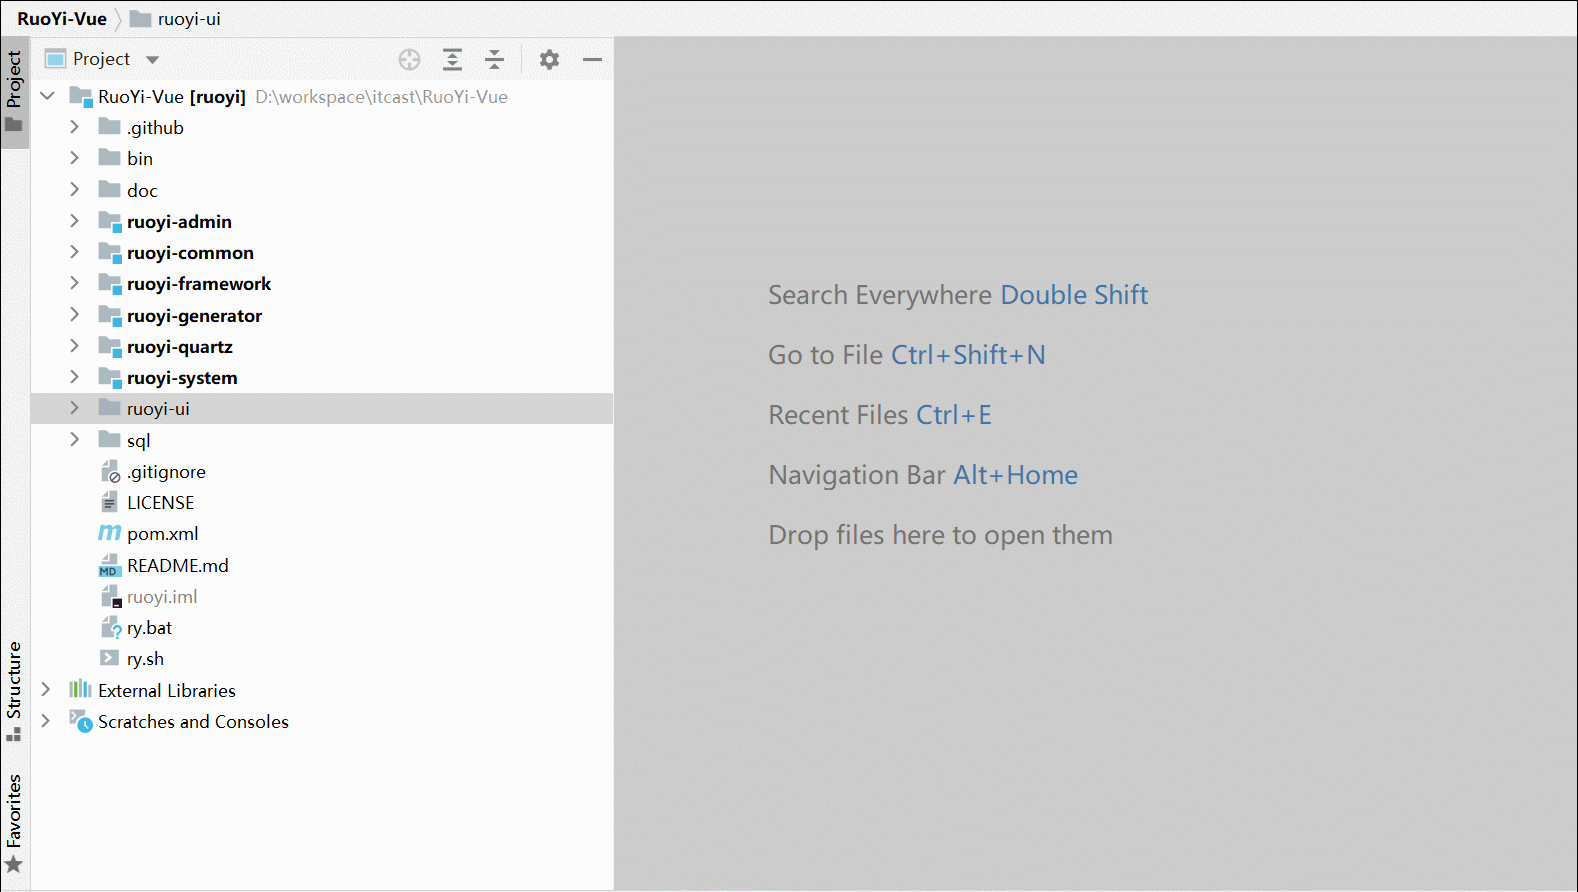 RuoYi-Vue ruoyi-ui
Project
Project
RuoYi-Vue [ruoyi] D:\workspace\itcast\RuoYi-Vue
.github
bin
doc
ruoyi-admin
ruoyi-common
ruoyi-framework
ruoyi-generator
ruoyi-quartz
ruoyi-system
ruoyi-ui
sql
.gitignore
LICENSE
pom.xml
README.md
ruoyi.iml
ry.bat
ry.sh
External Libraries
Scratches and Consoles
Structure
Favorites
Search Everywhere Double Shift
Go to File Ctrl+Shift+N
Recent Files Ctrl+E
Navigation Bar Alt+Home
Drop files here to open them